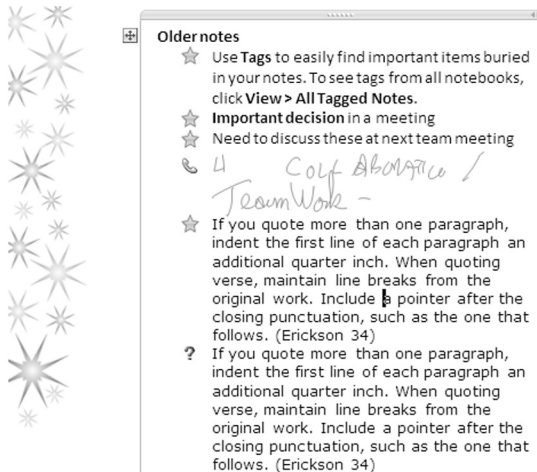 Older notes
Use Tags to easily find important items buried
in your notes. To see tags from all notebooks,
click View > All Tagged Notes.
Important decision in a meeting
Need to discuss these at next team meeting
TeamWork -
If you quote more than one paragraph,
indent the first line of each paragraph an
additional quarter inch. When quoting
verse, maintain line breaks from the
original work. Include a pointer after the
closing punctuation, such as the one that
follows. (Erickson 34)
? If you quote more than one paragraph,
indent the first line of each paragraph an
additional quarter inch. When quoting
verse, maintain line breaks from the
original work. Include a pointer after the
closing punctuation, such as the one that
follows. (Erickson 34)